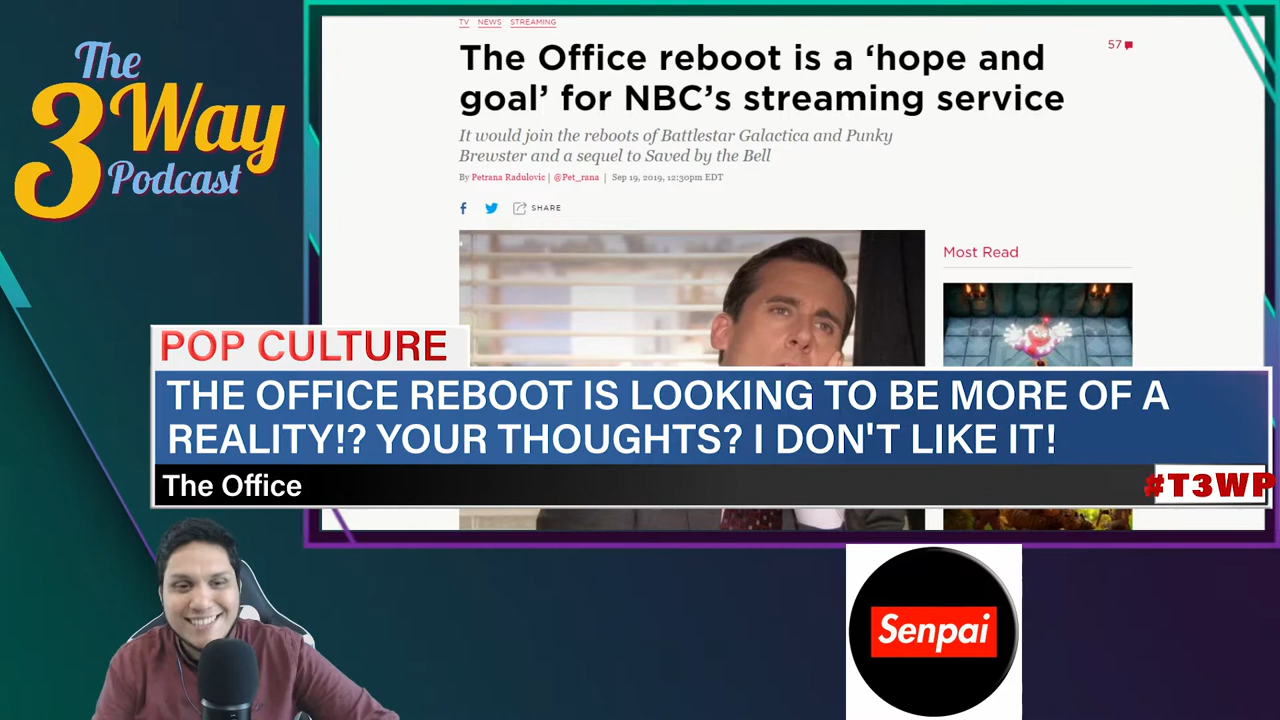 The
3 Way
Podcast
TV NEWS STREAMING
The Office reboot is a ‘hope and
goal’ for NBC’s streaming service
57
It would join the reboots of Battlestar Galactica and Punky
Brewster and a sequel to Saved by the Bell
By Petrana Radulovic | @Pet_rana | Sep 19, 2019, 12:30pm EDT
SHARE
Most Read
POP CULTURE
THE OFFICE REBOOT IS LOOKING TO BE MORE OF A
REALITY!? YOUR THOUGHTS? I DON'T LIKE IT!
The Office
#T3WP
Senpai